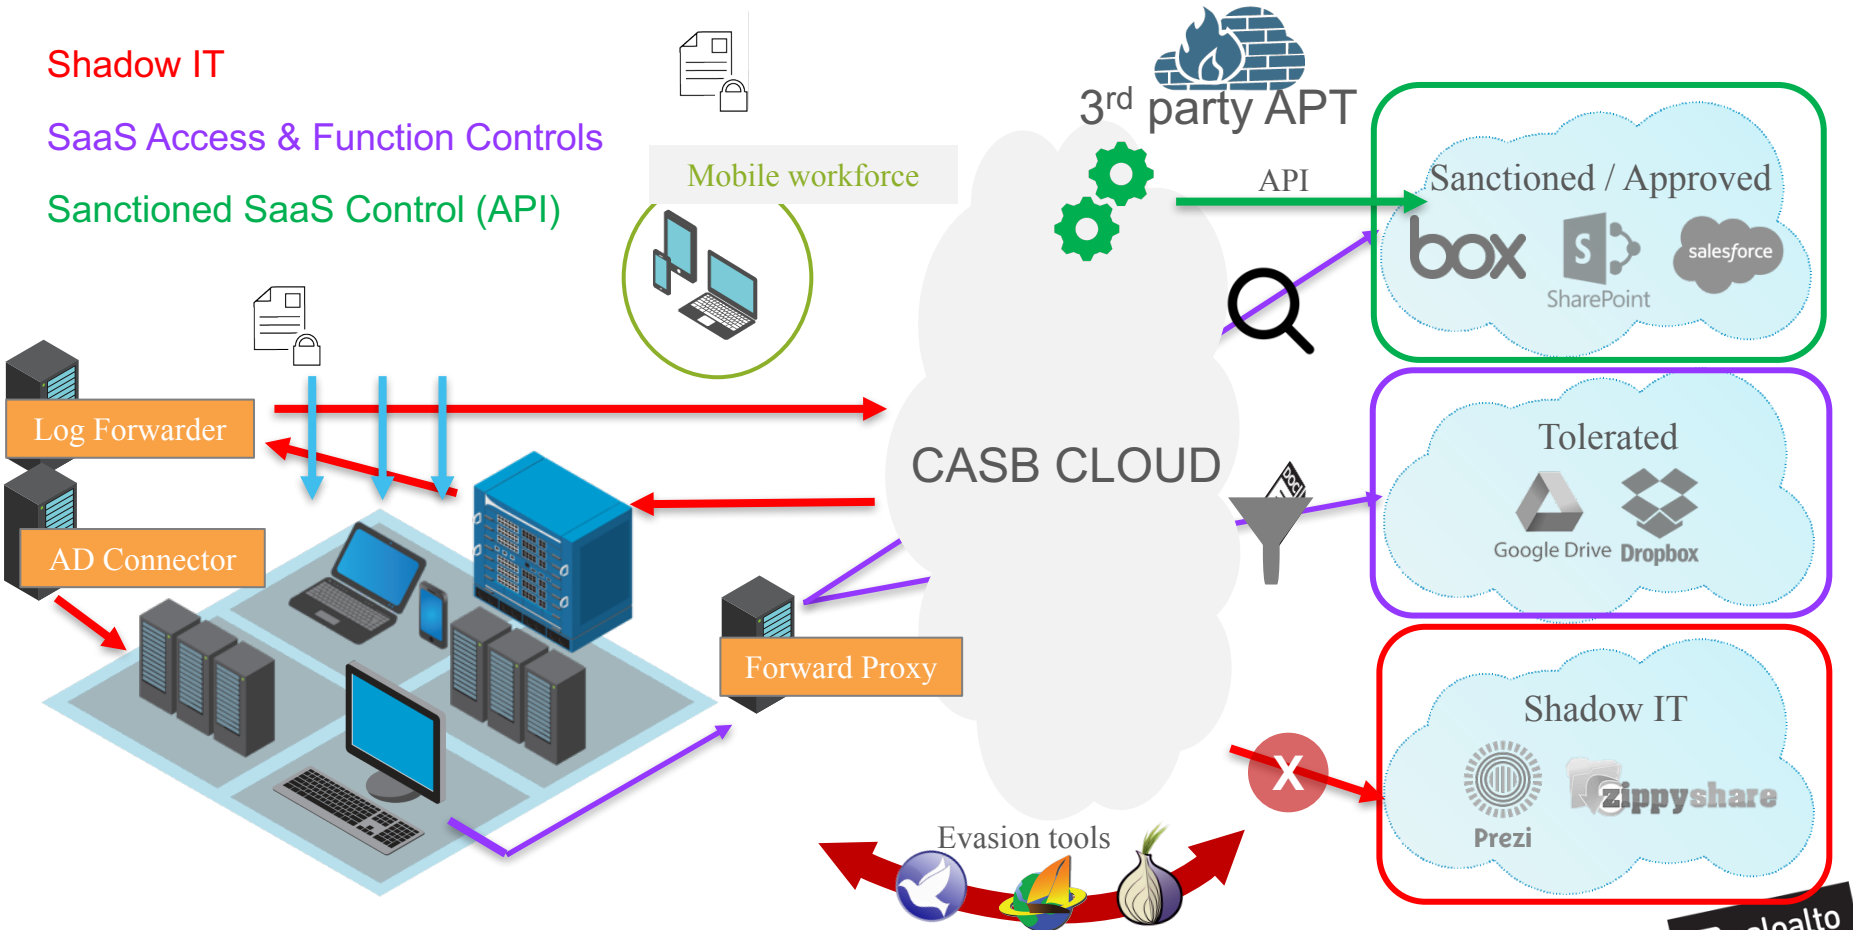 Shadow IT
SaaS Access & Function Controls
Sanctioned SaaS Control (API)
Mobile workforce
3rd party APT
API
Sanctioned / Approved
box
S
SharePoint
salesforce
Log Forwarder
AD Connector
CASB CLOUD
DOC
Tolerated
Google Drive
Dropbox
Forward Proxy
X
Shadow IT
Prezi
zippyshare
Evasion tools